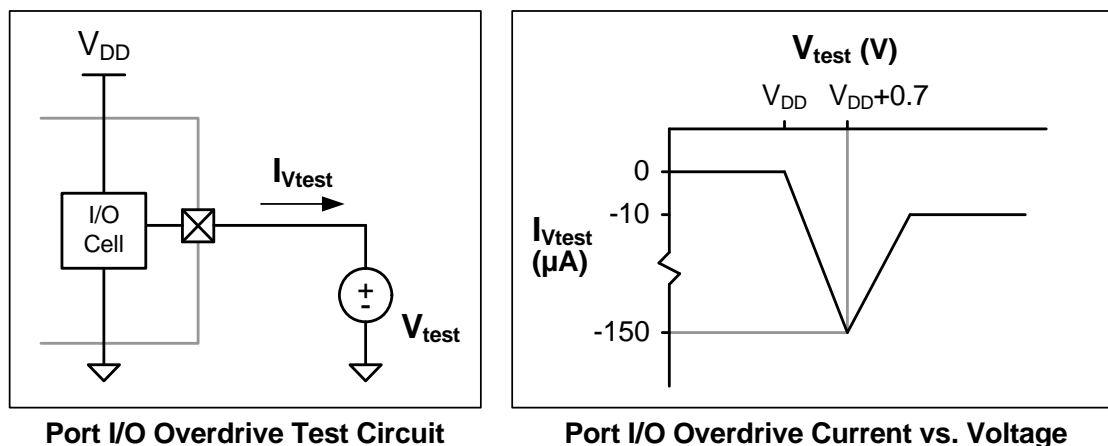 V_DD
I/O
Cell
I_Vtest
+
-
V_test
Port I/O Overdrive Test Circuit
V_test (V)
V_DD V_DD+0.7
0
-10
I_Vtest
(µA)
-150
Port I/O Overdrive Current vs. Voltage